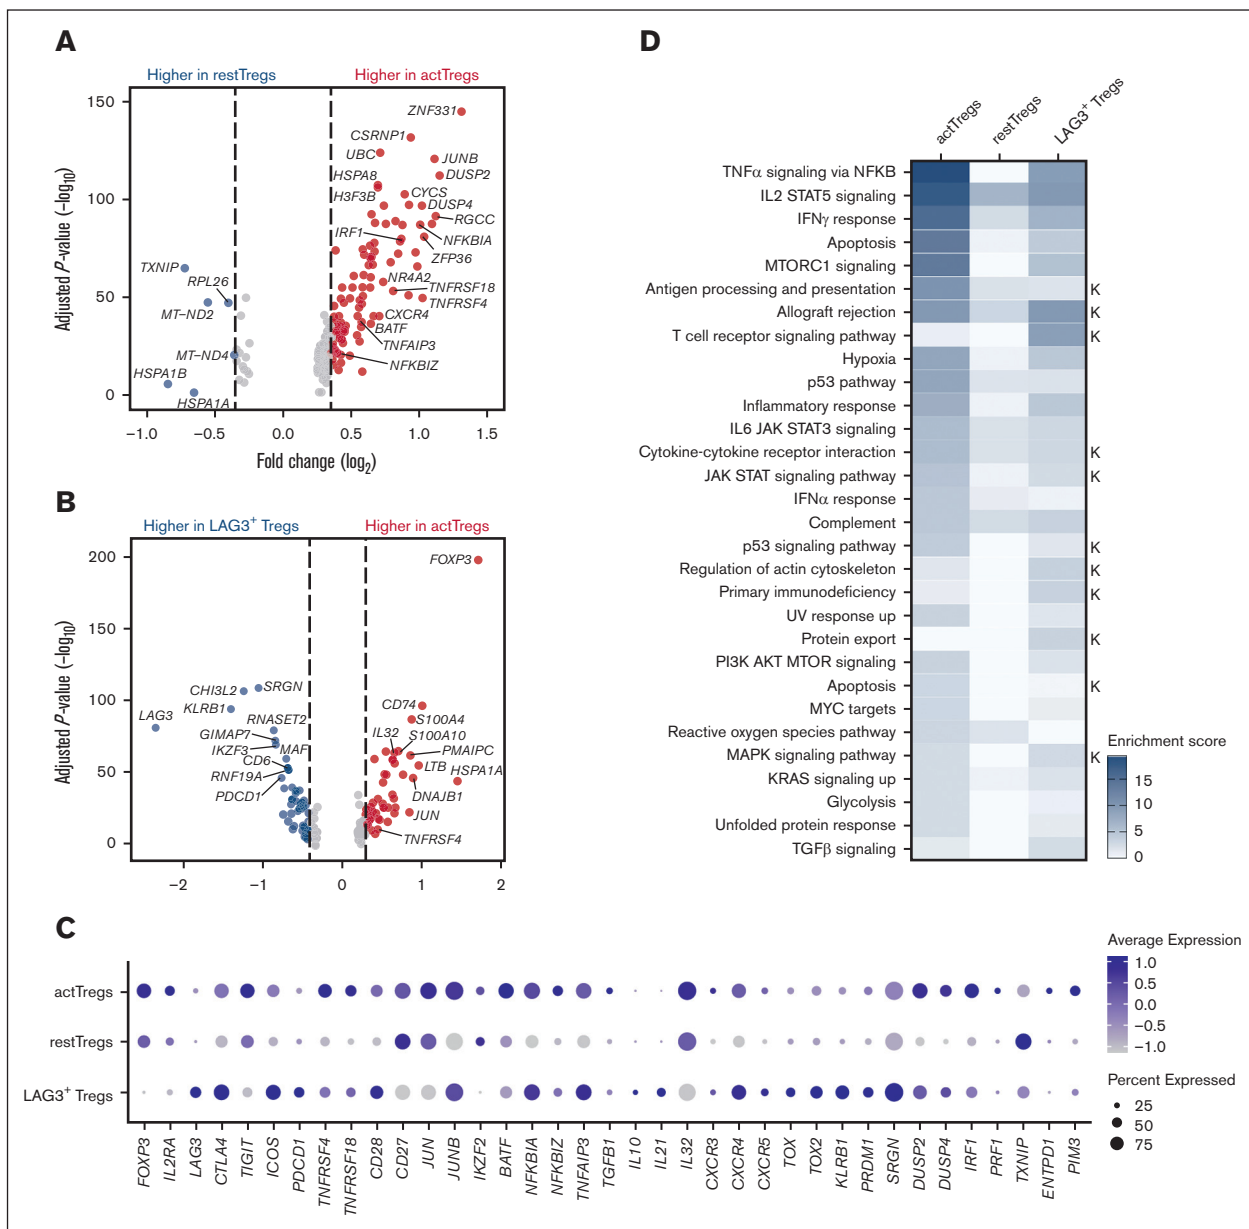 A
Higher in restTregs
Higher in actTregs
150
100
50
0
Adjusted P-value (−log10)
ZNF331
CSRNP1
UBC
JUNB
HSPA8
DUSP2
H3F3B
CYCS
DUSP4
RGCC
IRF1
NFKBIA
ZFP36
TXNIP
RPL26
NR4A2
TNFRSF18
MT–ND2
TNFRSF4
CXCR4
BATF
MT–ND4
TNFAIP3
HSPA1B
NFKBIZ
HSPA1A
−1.0
−0.5
0.0
0.5
1.0
1.5
Fold change (log2)
B
Higher in LAG3+ Tregs
Higher in actTregs
200
150
100
50
0
Adjusted P-value (−log10)
FOXP3
CHI3L2
SRGN
KLRB1
LAG3
CD74
RNASET2
S100A4
GIMAP7
IL32
S100A10
IKZF3
MAF
PMAIPC
CD6
LTB
HSPA1A
RNF19A
PDCD1
DNAJB1
JUN
TNFRSF4
−2
−1
0
1
2
D
actTregs
restTregs
LAG3+ Tregs
TNFα signaling via NFKB
IL2 STAT5 signaling
IFNγ response
Apoptosis
MTORC1 signaling
Antigen processing and presentation K
Allograft rejection K
T cell receptor signaling pathway K
Hypoxia
p53 pathway
Inflammatory response
IL6 JAK STAT3 signaling
Cytokine-cytokine receptor interaction K
JAK STAT signaling pathway K
IFNα response
Complement
p53 signaling pathway K
Regulation of actin cytoskeleton K
Primary immunodeficiency K
UV response up
Protein export K
PI3K AKT MTOR signaling
Apoptosis K
MYC targets
Reactive oxygen species pathway
MAPK signaling pathway K
KRAS signaling up
Glycolysis
Unfolded protein response
TGFβ signaling
Enrichment score
15
10
5
0
C
actTregs
restTregs
LAG3+ Tregs
FOXP3
IL2RA
LAG3
CTLA4
TIGIT
ICOS
PDCD1
TNFRSF4
TNFRSF18
CD28
CD27
JUN
JUNB
IKZF2
BATF
NFKBIA
NFKBIZ
TNFAIP3
TGFB1
IL10
IL21
IL32
CXCR3
CXCR4
CXCR5
TOX
TOX2
KLRB1
PRDM1
SRGN
DUSP2
DUSP4
IRF1
PRF1
TXNIP
ENTPD1
PIM3
Average Expression
1.0
0.5
0.0
−0.5
−1.0
Percent Expressed
25
50
75